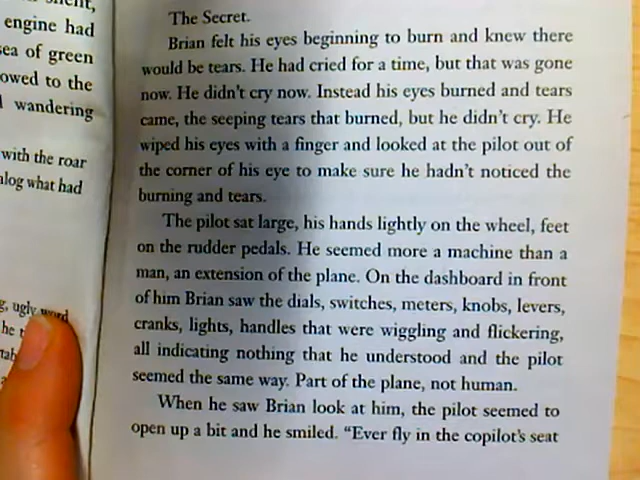 engine had
sea of green
owed to the
wandering
with the roar
alog what had
ugly word
he
The Secret.
Brian felt his eyes beginning to burn and knew there
would be tears. He had cried for a time, but that was gone
now. He didn't cry now. Instead his eyes burned and tears
came, the seeping tears that burned, but he didn't cry. He
wiped his eyes with a finger and looked at the pilot out of
the corner of his eye to make sure he hadn't noticed the
burning and tears.
The pilot sat large, his hands lightly on the wheel, feet
on the rudder pedals. He seemed more a machine than a
man, an extension of the plane. On the dashboard in front
of him Brian saw the dials, switches, meters, knobs, levers,
cranks, lights, handles that were wiggling and flickering,
all indicating nothing that he understood and the pilot
seemed the same way. Part of the plane, not human.
When he saw Brian look at him, the pilot seemed to
open up a bit and he smiled. “Ever fly in the copilot's seat